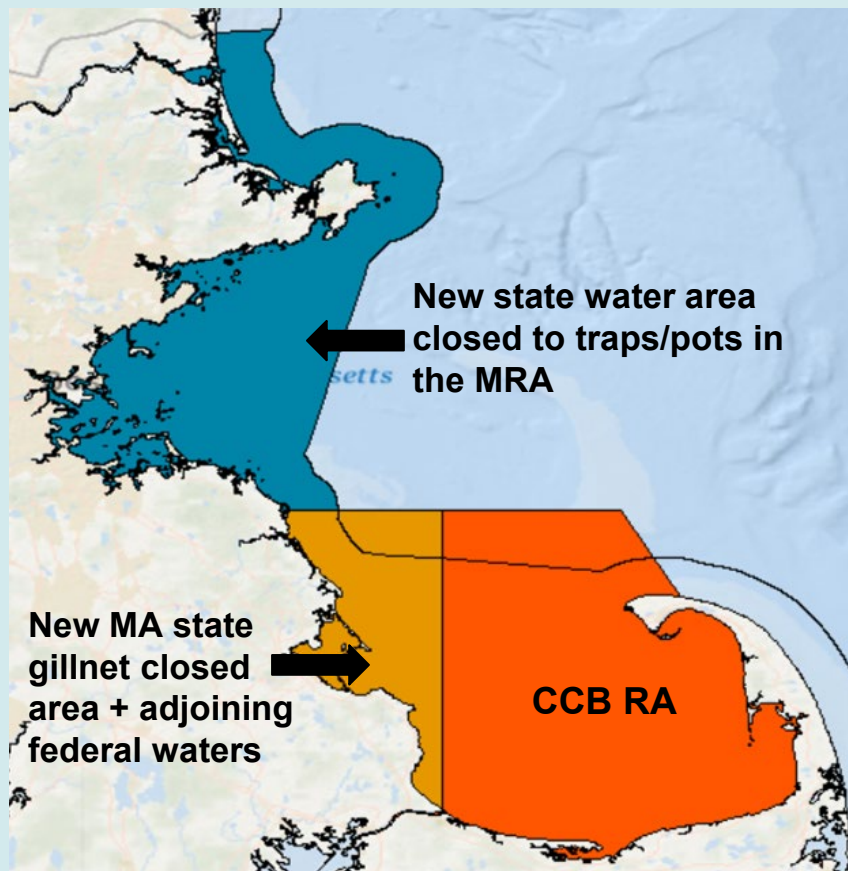 New state water area
closed to traps/pots in
the MRA
setts
New MA state
gillnet closed
area + adjoining
federal waters
CCB RA